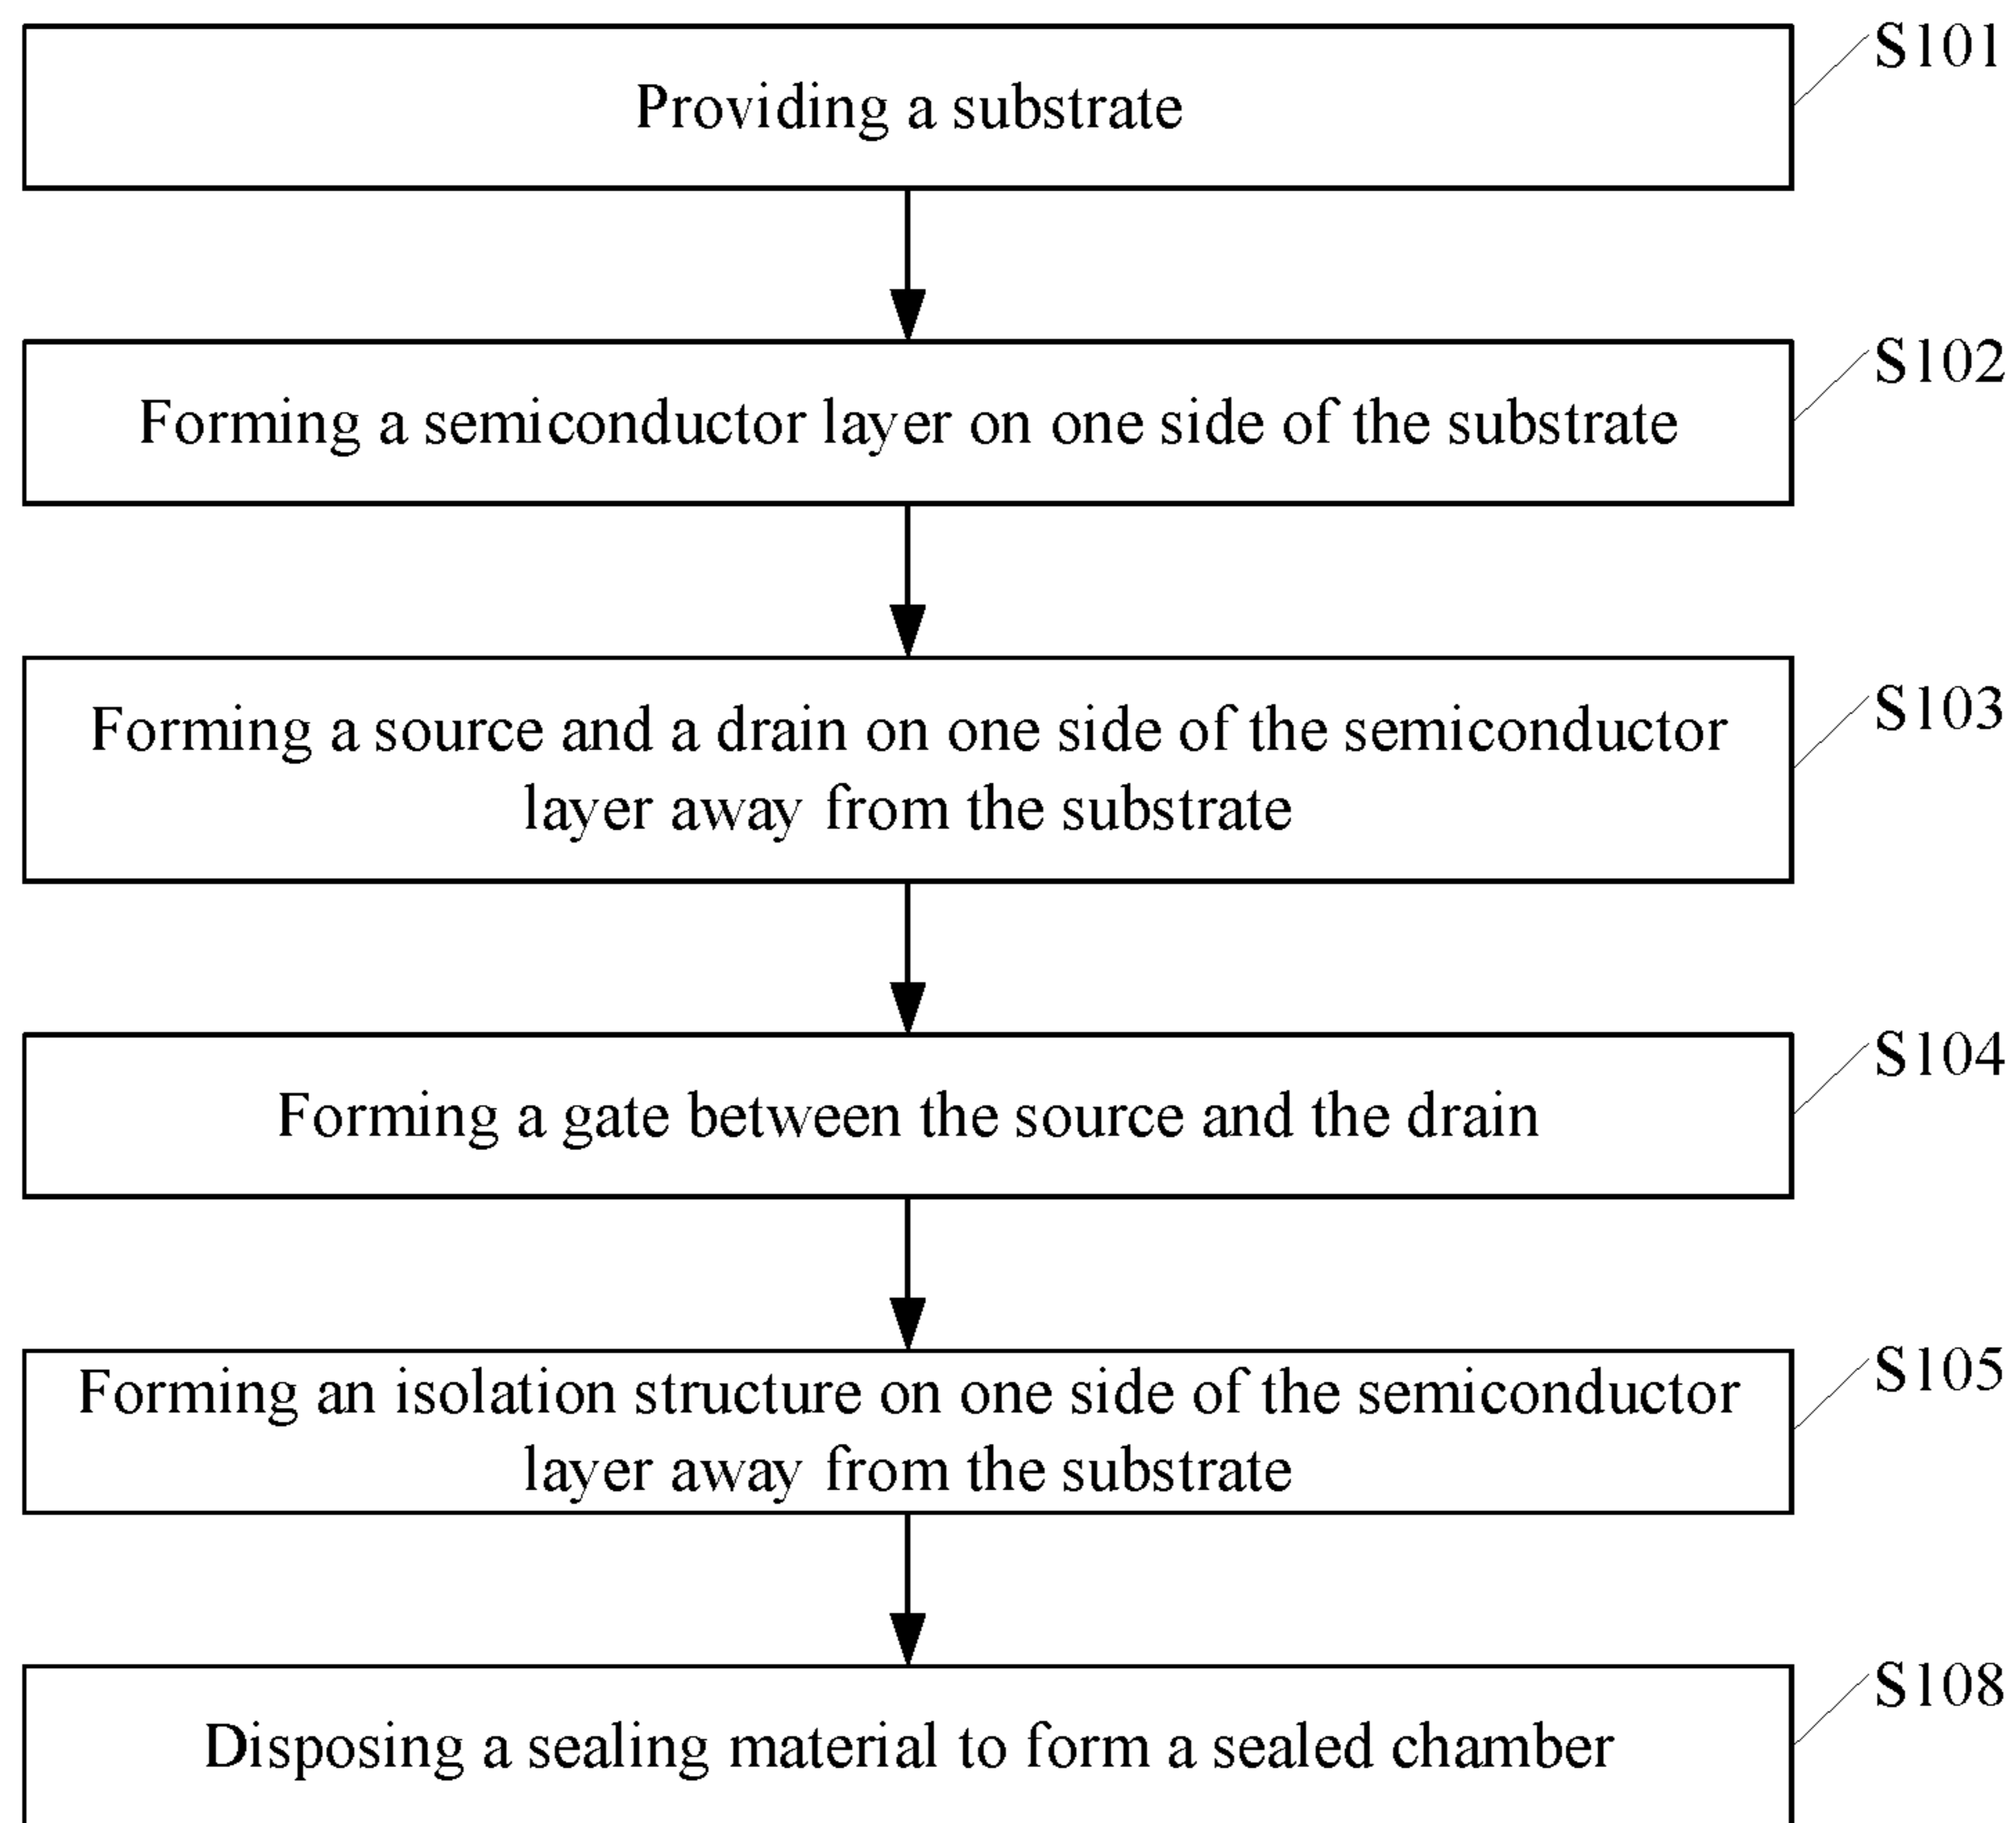 S101
Providing a substrate
S102
Forming a semiconductor layer on one side of the substrate
S103
Forming a source and a drain on one side of the semiconductor
layer away from the substrate
S104
Forming a gate between the source and the drain
S105
Forming an isolation structure on one side of the semiconductor
layer away from the substrate
S108
Disposing a sealing material to form a sealed chamber